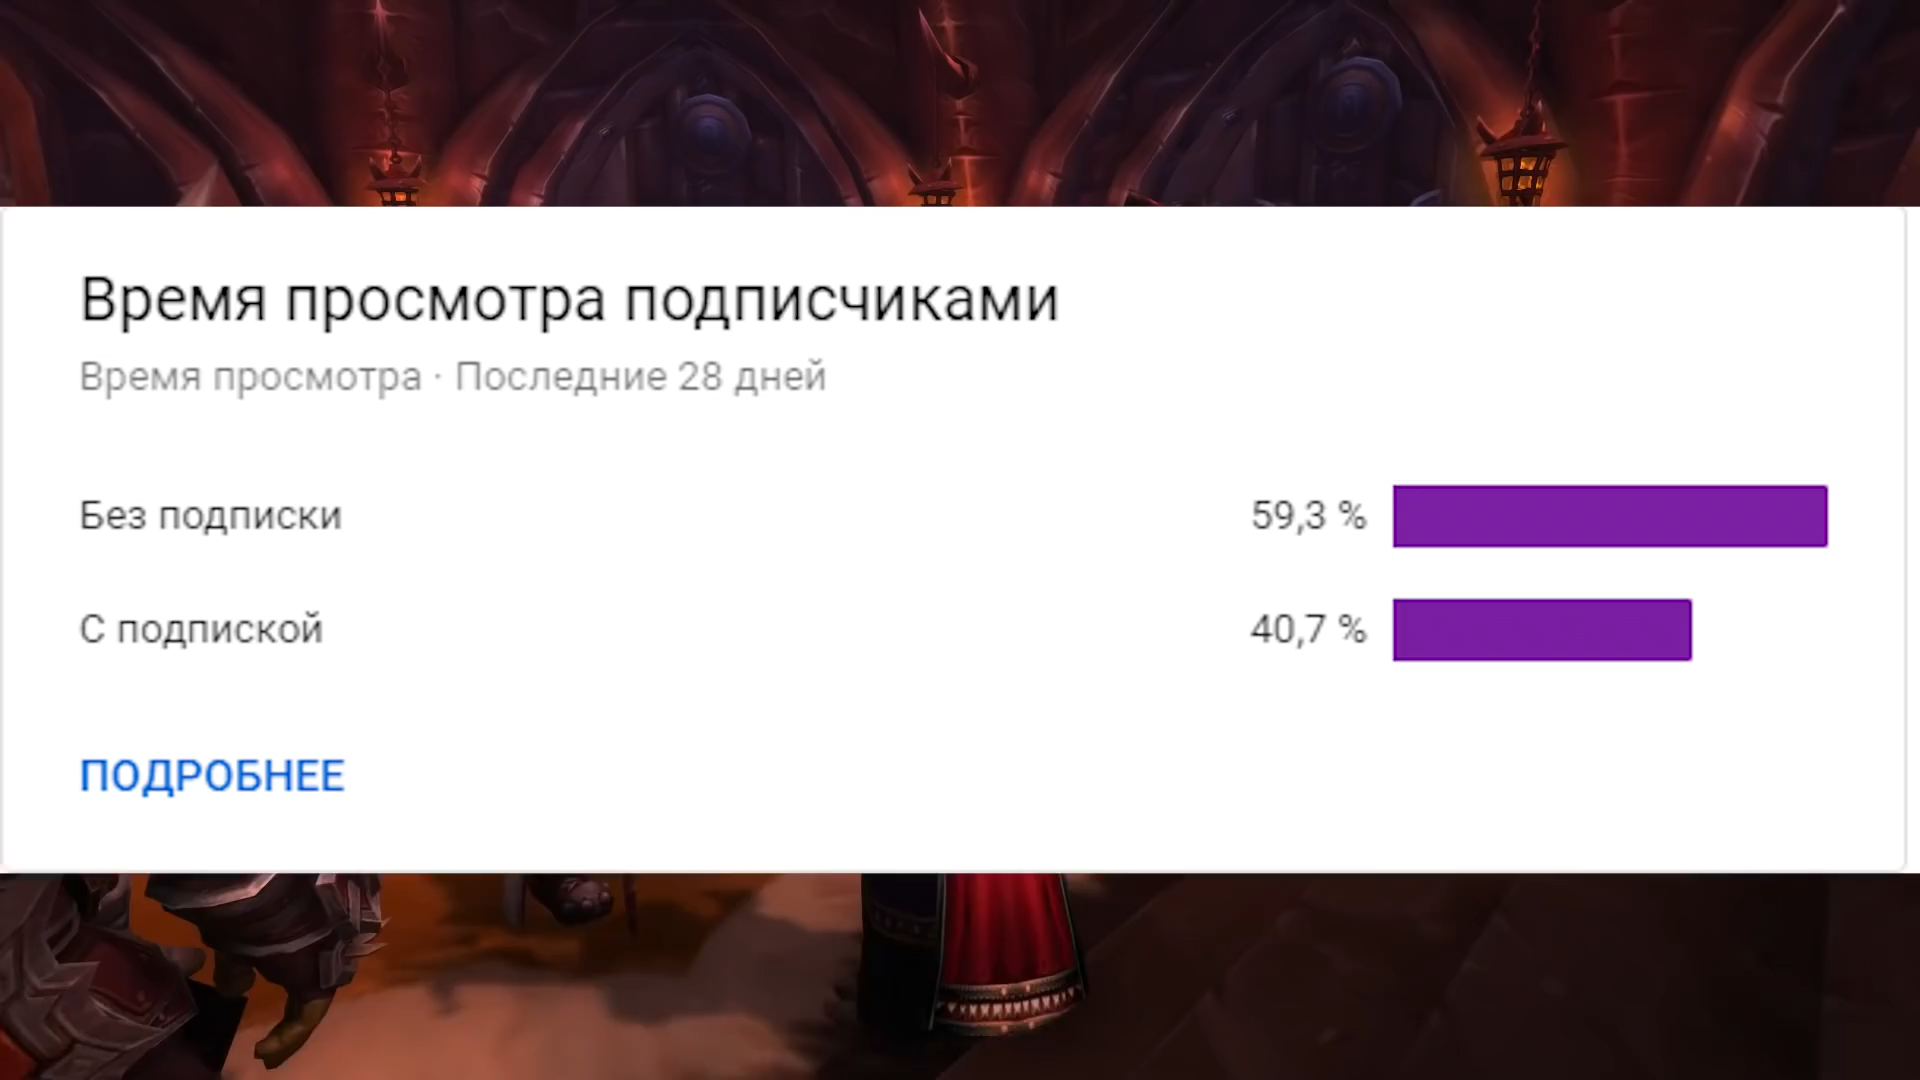 Время просмотра подписчиками
Время просмотра · Последние 28 дней
Без подписки 59,3 %
С подпиской 40,7 %
ПОДРОБНЕЕ